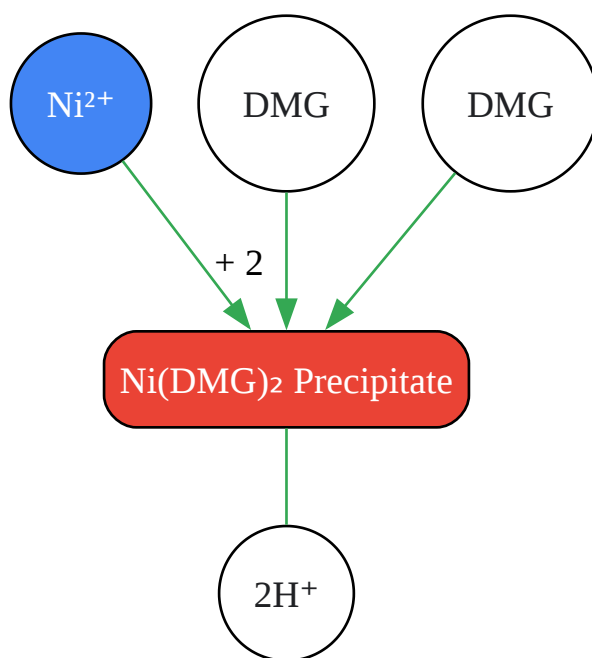 Ni²⁺
DMG
DMG
+ 2
Ni(DMG)₂ Precipitate
2H⁺